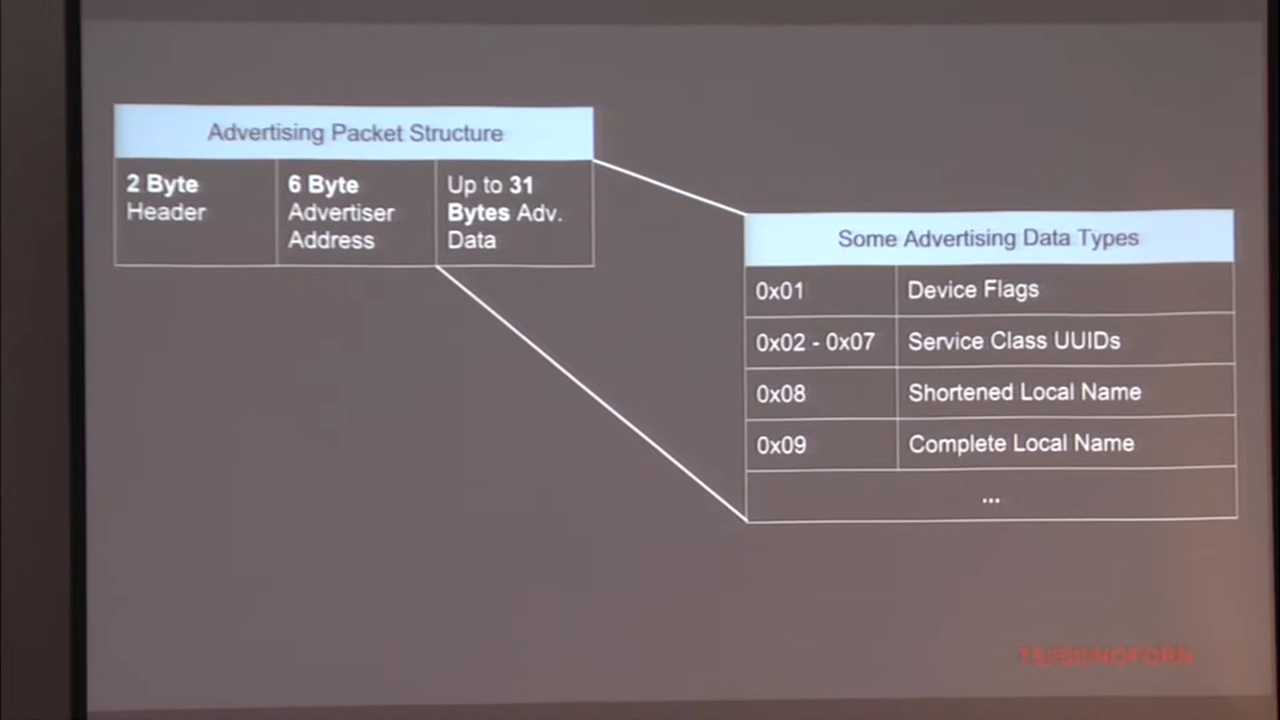 Advertising Packet Structure
2 Byte
Header
6 Byte
Advertiser
Address
Up to 31
Bytes Adv.
Data
Some Advertising Data Types
0x01 Device Flags
0x02 - 0x07 Service Class UUIDs
0x08 Shortened Local Name
0x09 Complete Local Name
...